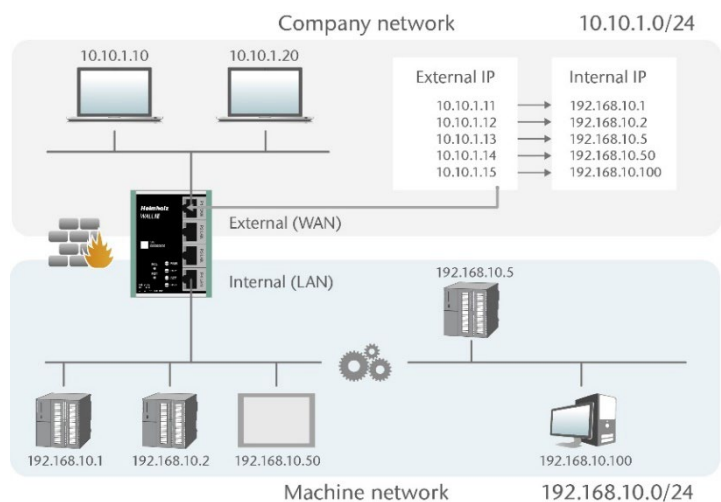 Company network 10.10.1.0/24
10.10.1.10 10.10.1.20
External IP Internal IP
10.10.1.11 192.168.10.1
10.10.1.12 192.168.10.2
10.10.1.13 192.168.10.5
10.10.1.14 192.168.10.50
10.10.1.15 192.168.10.100
Helmholz
WALL IE
External (WAN)
Internal (LAN)
192.168.10.5
192.168.10.1 192.168.10.2 192.168.10.50 192.168.10.100
Machine network 192.168.10.0/24